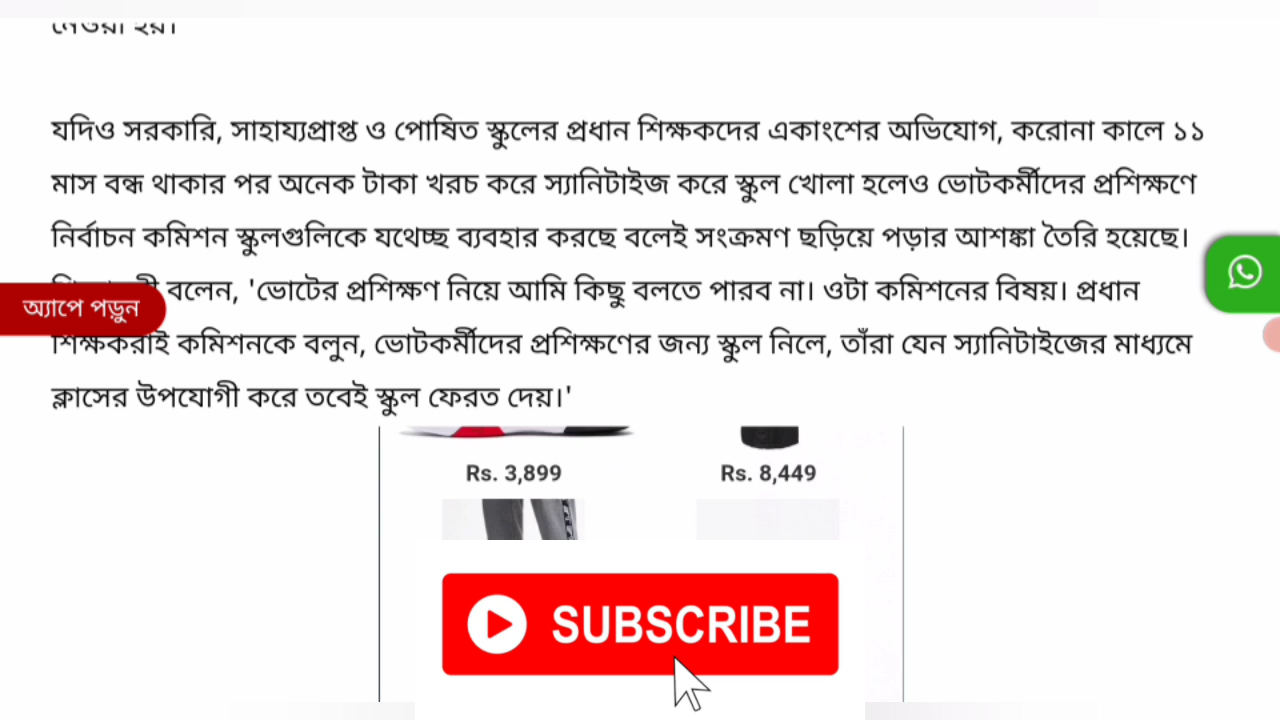 যদিও সরকারি, সাহায্যপ্রাপ্ত ও পোষিত স্কুলের প্রধান শিক্ষকদের একাংশের অভিযোগ, করোনা কালে ১১
মাস বন্ধ থাকার পর অনেক টাকা খরচ করে স্যানিটাইজ করে স্কুল খোলা হলেও ভোটকর্মীদের প্রশিক্ষণে
নির্বাচন কমিশন স্কুলগুলিকে যথেচ্ছ ব্যবহার করছে বলেই সংক্রমণ ছড়িয়ে পড়ার আশঙ্কা তৈরি হয়েছে।
বলেন, 'ভোটের প্রশিক্ষণ নিয়ে আমি কিছু বলতে পারব না। ওটা কমিশনের বিষয়। প্রধান
অ্যাপে পড়ুন
শিক্ষকরাই কমিশনকে বলুন, ভোটকর্মীদের প্রশিক্ষণের জন্য স্কুল নিলে, তাঁরা যেন স্যানিটাইজের মাধ্যমে
ক্লাসের উপযোগী করে তবেই স্কুল ফেরত দেয়।'
Rs. 3,899 Rs. 8,449
SUBSCRIBE